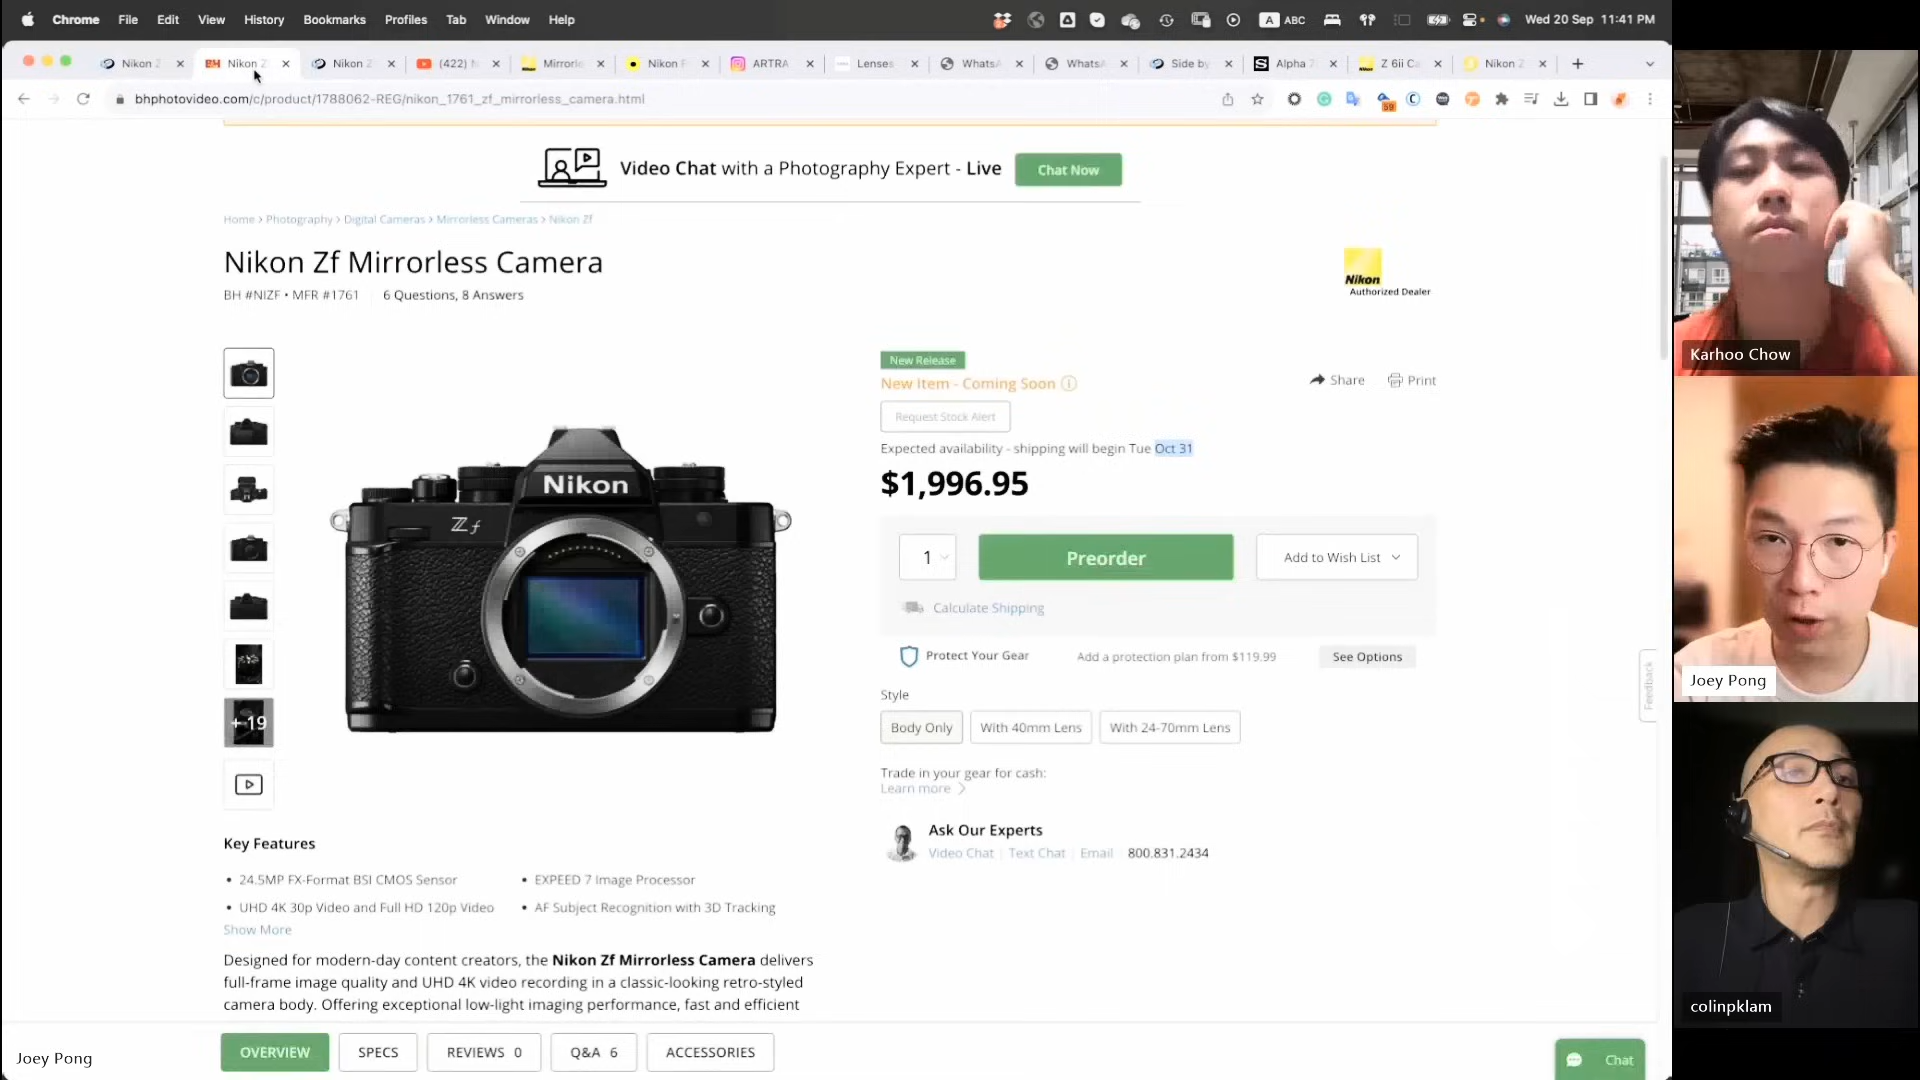 Chrome File Edit View History Bookmarks Profiles Tab Window Help
A ABC Wed 20 Sep 11:41 PM
Nikon Z
BH Nikon Z
Nikon Z
(422) N
Mirrorle
Nikon F
ARTRA
Lenses
WhatsA
WhatsA
Side by
S Alpha 7
Z 6ii Ca
Nikon Z
bhphotovideo.com/c/product/1788062-REG/nikon_1761_zf_mirrorless_camera.html
59
Video Chat with a Photography Expert - Live
Chat Now
Home > Photography > Digital Cameras > Mirrorless Cameras > Nikon Zf
Nikon Zf Mirrorless Camera
BH #NIZF • MFR #1761 6 Questions, 8 Answers
Nikon
Authorized Dealer
+ 19
Nikon
Zf
New Release
New Item - Coming Soon
Share
Print
Request Stock Alert
Expected availability - shipping will begin Tue Oct 31
$1,996.95
1
Preorder
Add to Wish List
Calculate Shipping
Protect Your Gear
Add a protection plan from $119.99
See Options
Style
Body Only
With 40mm Lens
With 24-70mm Lens
Trade in your gear for cash:
Learn more >
Ask Our Experts
Video Chat | Text Chat | Email 800.831.2434
Key Features
• 24.5MP FX-Format BSI CMOS Sensor
• EXPEED 7 Image Processor
• UHD 4K 30p Video and Full HD 120p Video
• AF Subject Recognition with 3D Tracking
Show More
Designed for modern-day content creators, the Nikon Zf Mirrorless Camera delivers
full-frame image quality and UHD 4K video recording in a classic-looking retro-styled
camera body. Offering exceptional low-light imaging performance, fast and efficient
OVERVIEW
SPECS
REVIEWS 0
Q&A 6
ACCESSORIES
Feedback
Chat
Joey Pong
Karhoo Chow
Joey Pong
colinpklam